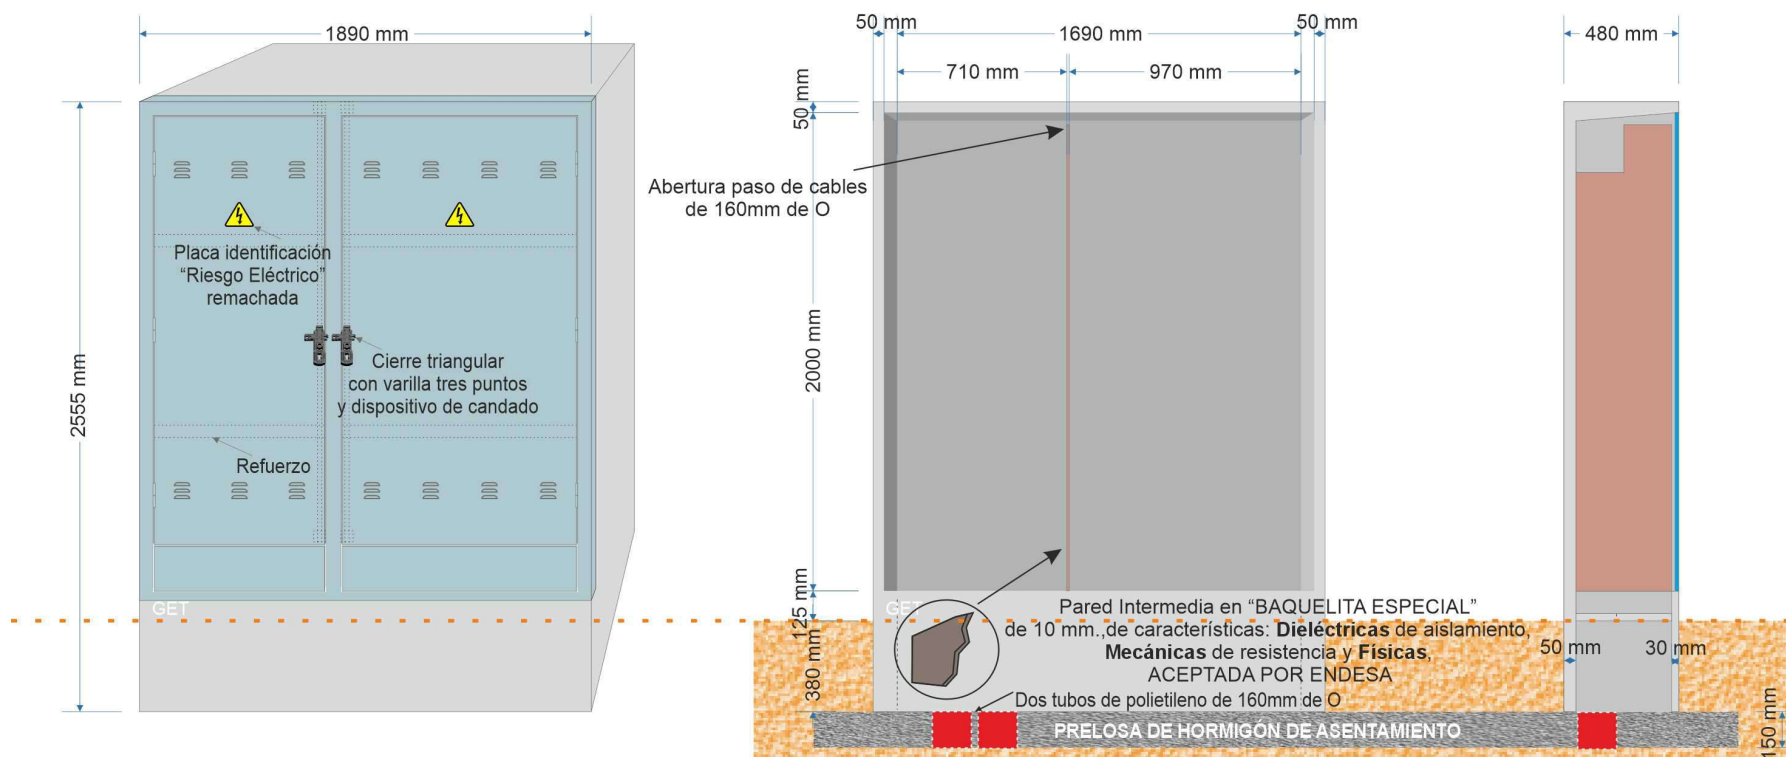 1890 mm
2555 mm
Placa identificación
“Riesgo Eléctrico”
remachada
Cierre triangular
con varilla tres puntos
y dispositivo de candado
Refuerzo
GET
50 mm
1690 mm
50 mm
710 mm
970 mm
50 mm
Abertura paso de cables
de 160mm de O
2000 mm
125 mm
380 mm
GET
Pared Intermedia en “BAQUELITA ESPECIAL”
de 10 mm.,de características: Dieléctricas de aislamiento,
Mecánicas de resistencia y Físicas,
ACEPTADA POR ENDESA
Dos tubos de polietileno de 160mm de O
PRELOSA DE HORMIGÓN DE ASENTAMIENTO
480 mm
50 mm
30 mm
150 mm